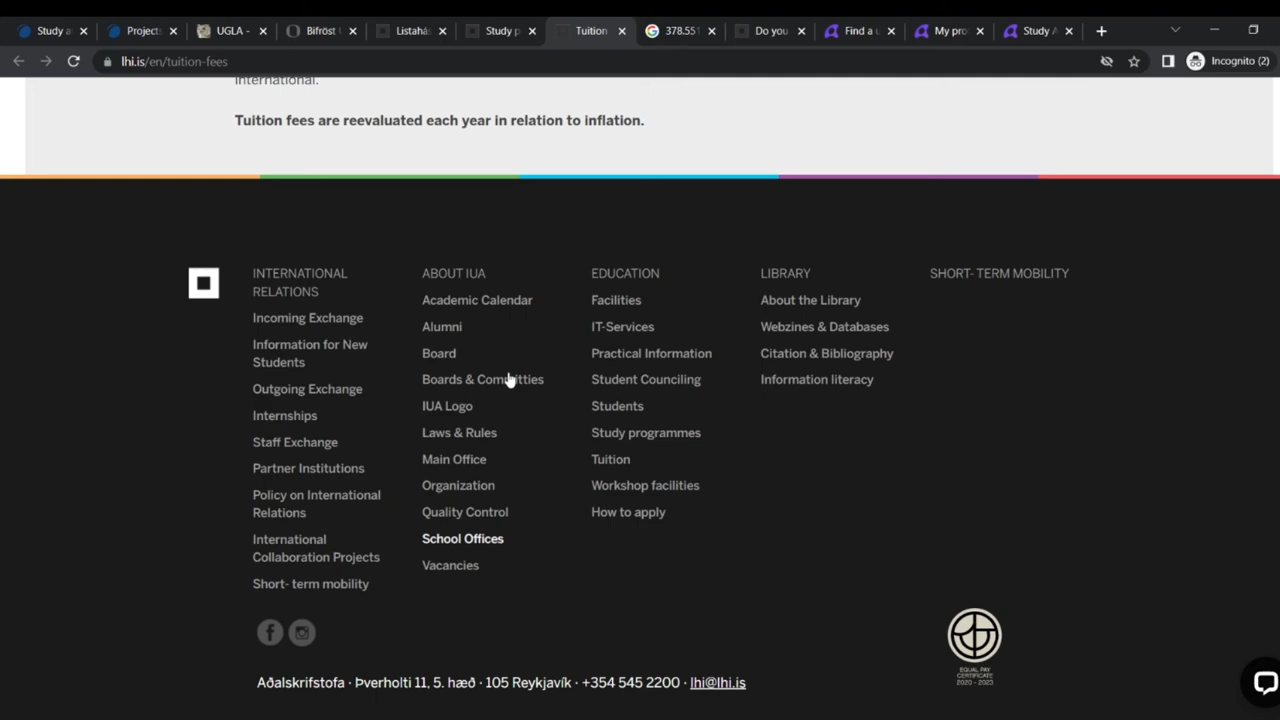 Study a
Projects
UGLA -
Bifröst
Listahás
Study p
Tuition
378.551
Do you
Find a u
My pro
Study A
lhi.is/en/tuition-fees
Incognito (2)
International.
Tuition fees are reevaluated each year in relation to inflation.
INTERNATIONAL
RELATIONS
Incoming Exchange
Information for New
Students
Outgoing Exchange
Internships
Staff Exchange
Partner Institutions
Policy on International
Relations
International
Collaboration Projects
Short- term mobility
ABOUT IUA
Academic Calendar
Alumni
Board
Boards & Committies
IUA Logo
Laws & Rules
Main Office
Organization
Quality Control
School Offices
Vacancies
EDUCATION
Facilities
IT-Services
Practical Information
Student Counciling
Students
Study programmes
Tuition
Workshop facilities
How to apply
LIBRARY
About the Library
Webzines & Databases
Citation & Bibliography
Information literacy
SHORT- TERM MOBILITY
EQUAL PAY
CERTIFICATE
2020 - 2023
Aðalskrifstofa · Þverholti 11, 5. hæð · 105 Reykjavík · +354 545 2200 · lhi@lhi.is